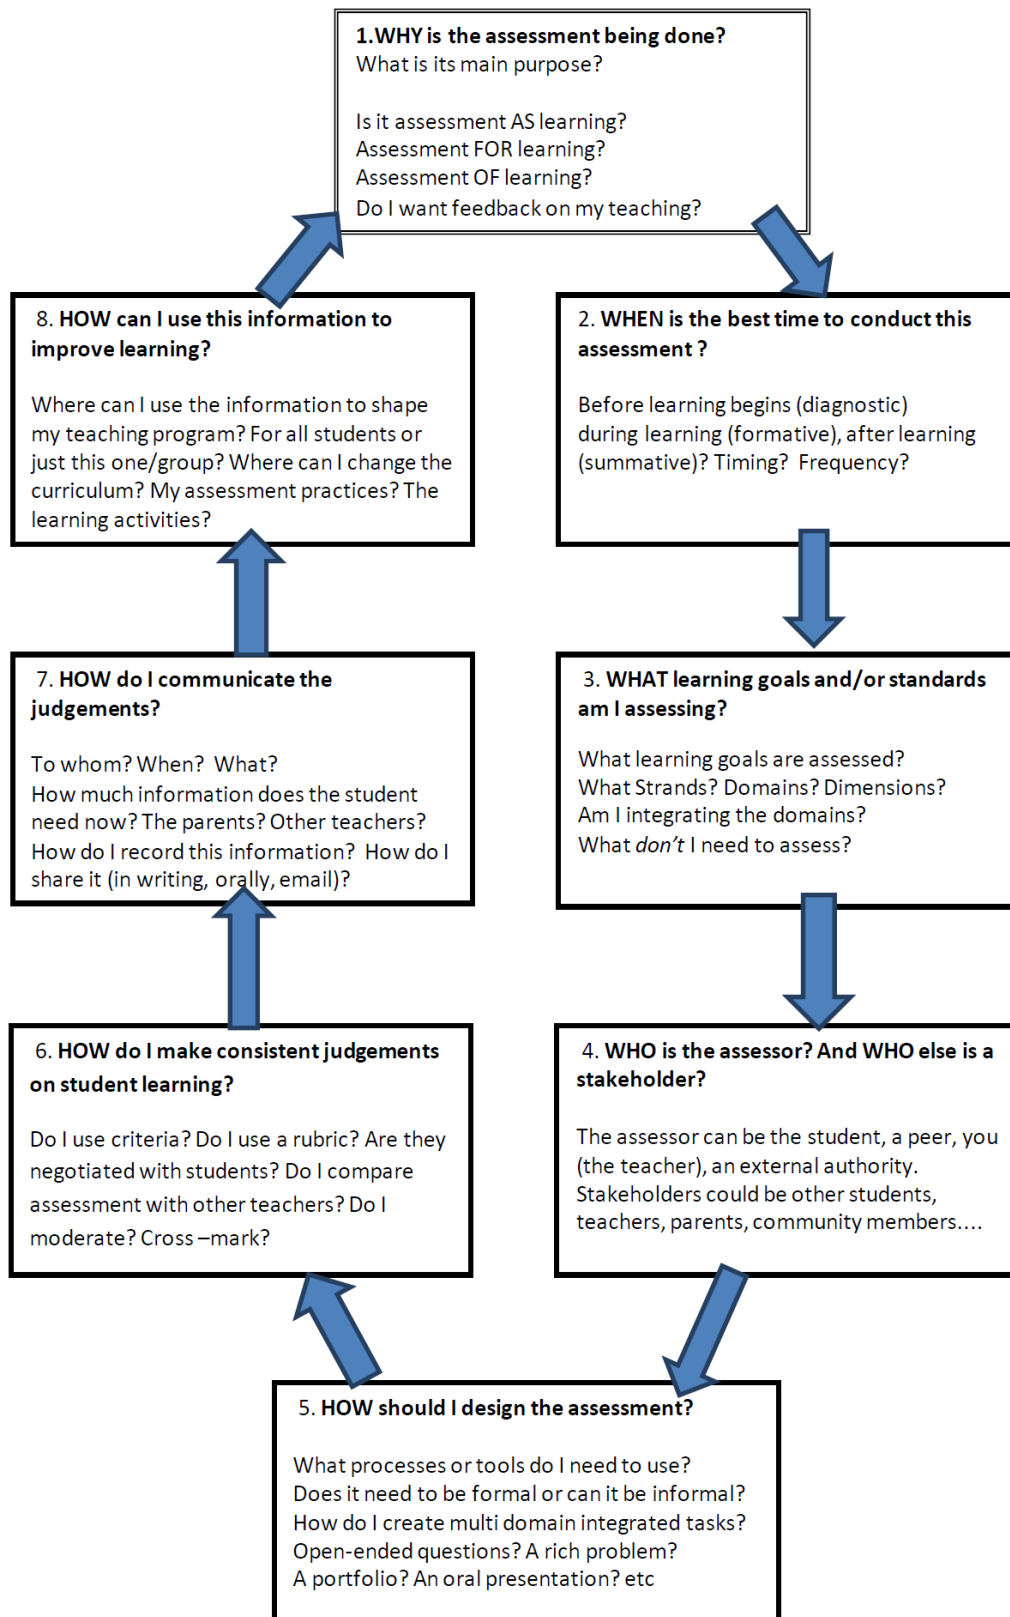 1.WHY is the assessment being done?
What is its main purpose?
Is it assessment AS learning?
Assessment FOR learning?
Assessment OF learning?
Do I want feedback on my teaching?
2. WHEN is the best time to conduct this
assessment ?
Before learning begins (diagnostic)
during learning (formative), after learning
(summative)? Timing? Frequency?
3. WHAT learning goals and/or standards
am I assessing?
What learning goals are assessed?
What Strands? Domains? Dimensions?
Am I integrating the domains?
What don't I need to assess?
4. WHO is the assessor? And WHO else is a
stakeholder?
The assessor can be the student, a peer, you
(the teacher), an external authority.
Stakeholders could be other students,
teachers, parents, community members....
5. HOW should I design the assessment?
What processes or tools do I need to use?
Does it need to be formal or can it be informal?
How do I create multi domain integrated tasks?
Open-ended questions? A rich problem?
A portfolio? An oral presentation? etc
6. HOW do I make consistent judgements
on student learning?
Do I use criteria? Do I use a rubric? Are they
negotiated with students? Do I compare
assessment with other teachers? Do I
moderate? Cross –mark?
7. HOW do I communicate the
judgements?
To whom? When? What?
How much information does the student
need now? The parents? Other teachers?
How do I record this information? How do I
share it (in writing, orally, email)?
8. HOW can I use this information to
improve learning?
Where can I use the information to shape
my teaching program? For all students or
just this one/group? Where can I change the
curriculum? My assessment practices? The
learning activities?